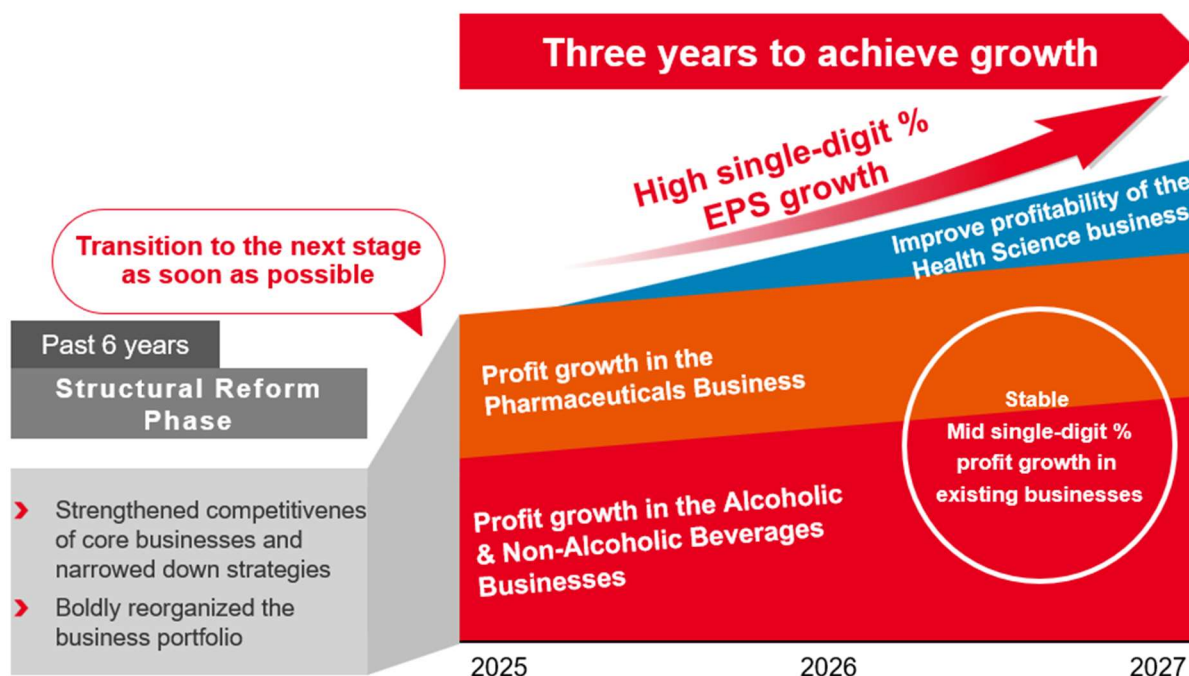 Three years to achieve growth
High single-digit %
EPS growth
Improve profitability of the
Health Science business
Transition to the next stage
as soon as possible
Past 6 years
Structural Reform
Phase
Strengthened competitivenes
of core businesses and
narrowed down strategies
Boldly reorganized the
business portfolio
Profit growth in the
Pharmaceuticals Business
Profit growth in the Alcoholic
& Non-Alcoholic Beverages
Businesses
Stable
Mid single-digit %
profit growth in
existing businesses
2025
2026
2027